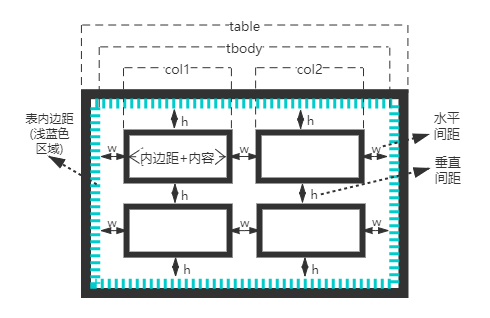 table
tbody
col1 col2
表内边距
(浅蓝色
区域)
h h
水平
间距
w 内边距+内容 w w
垂直
间距
h h
w w w
h h